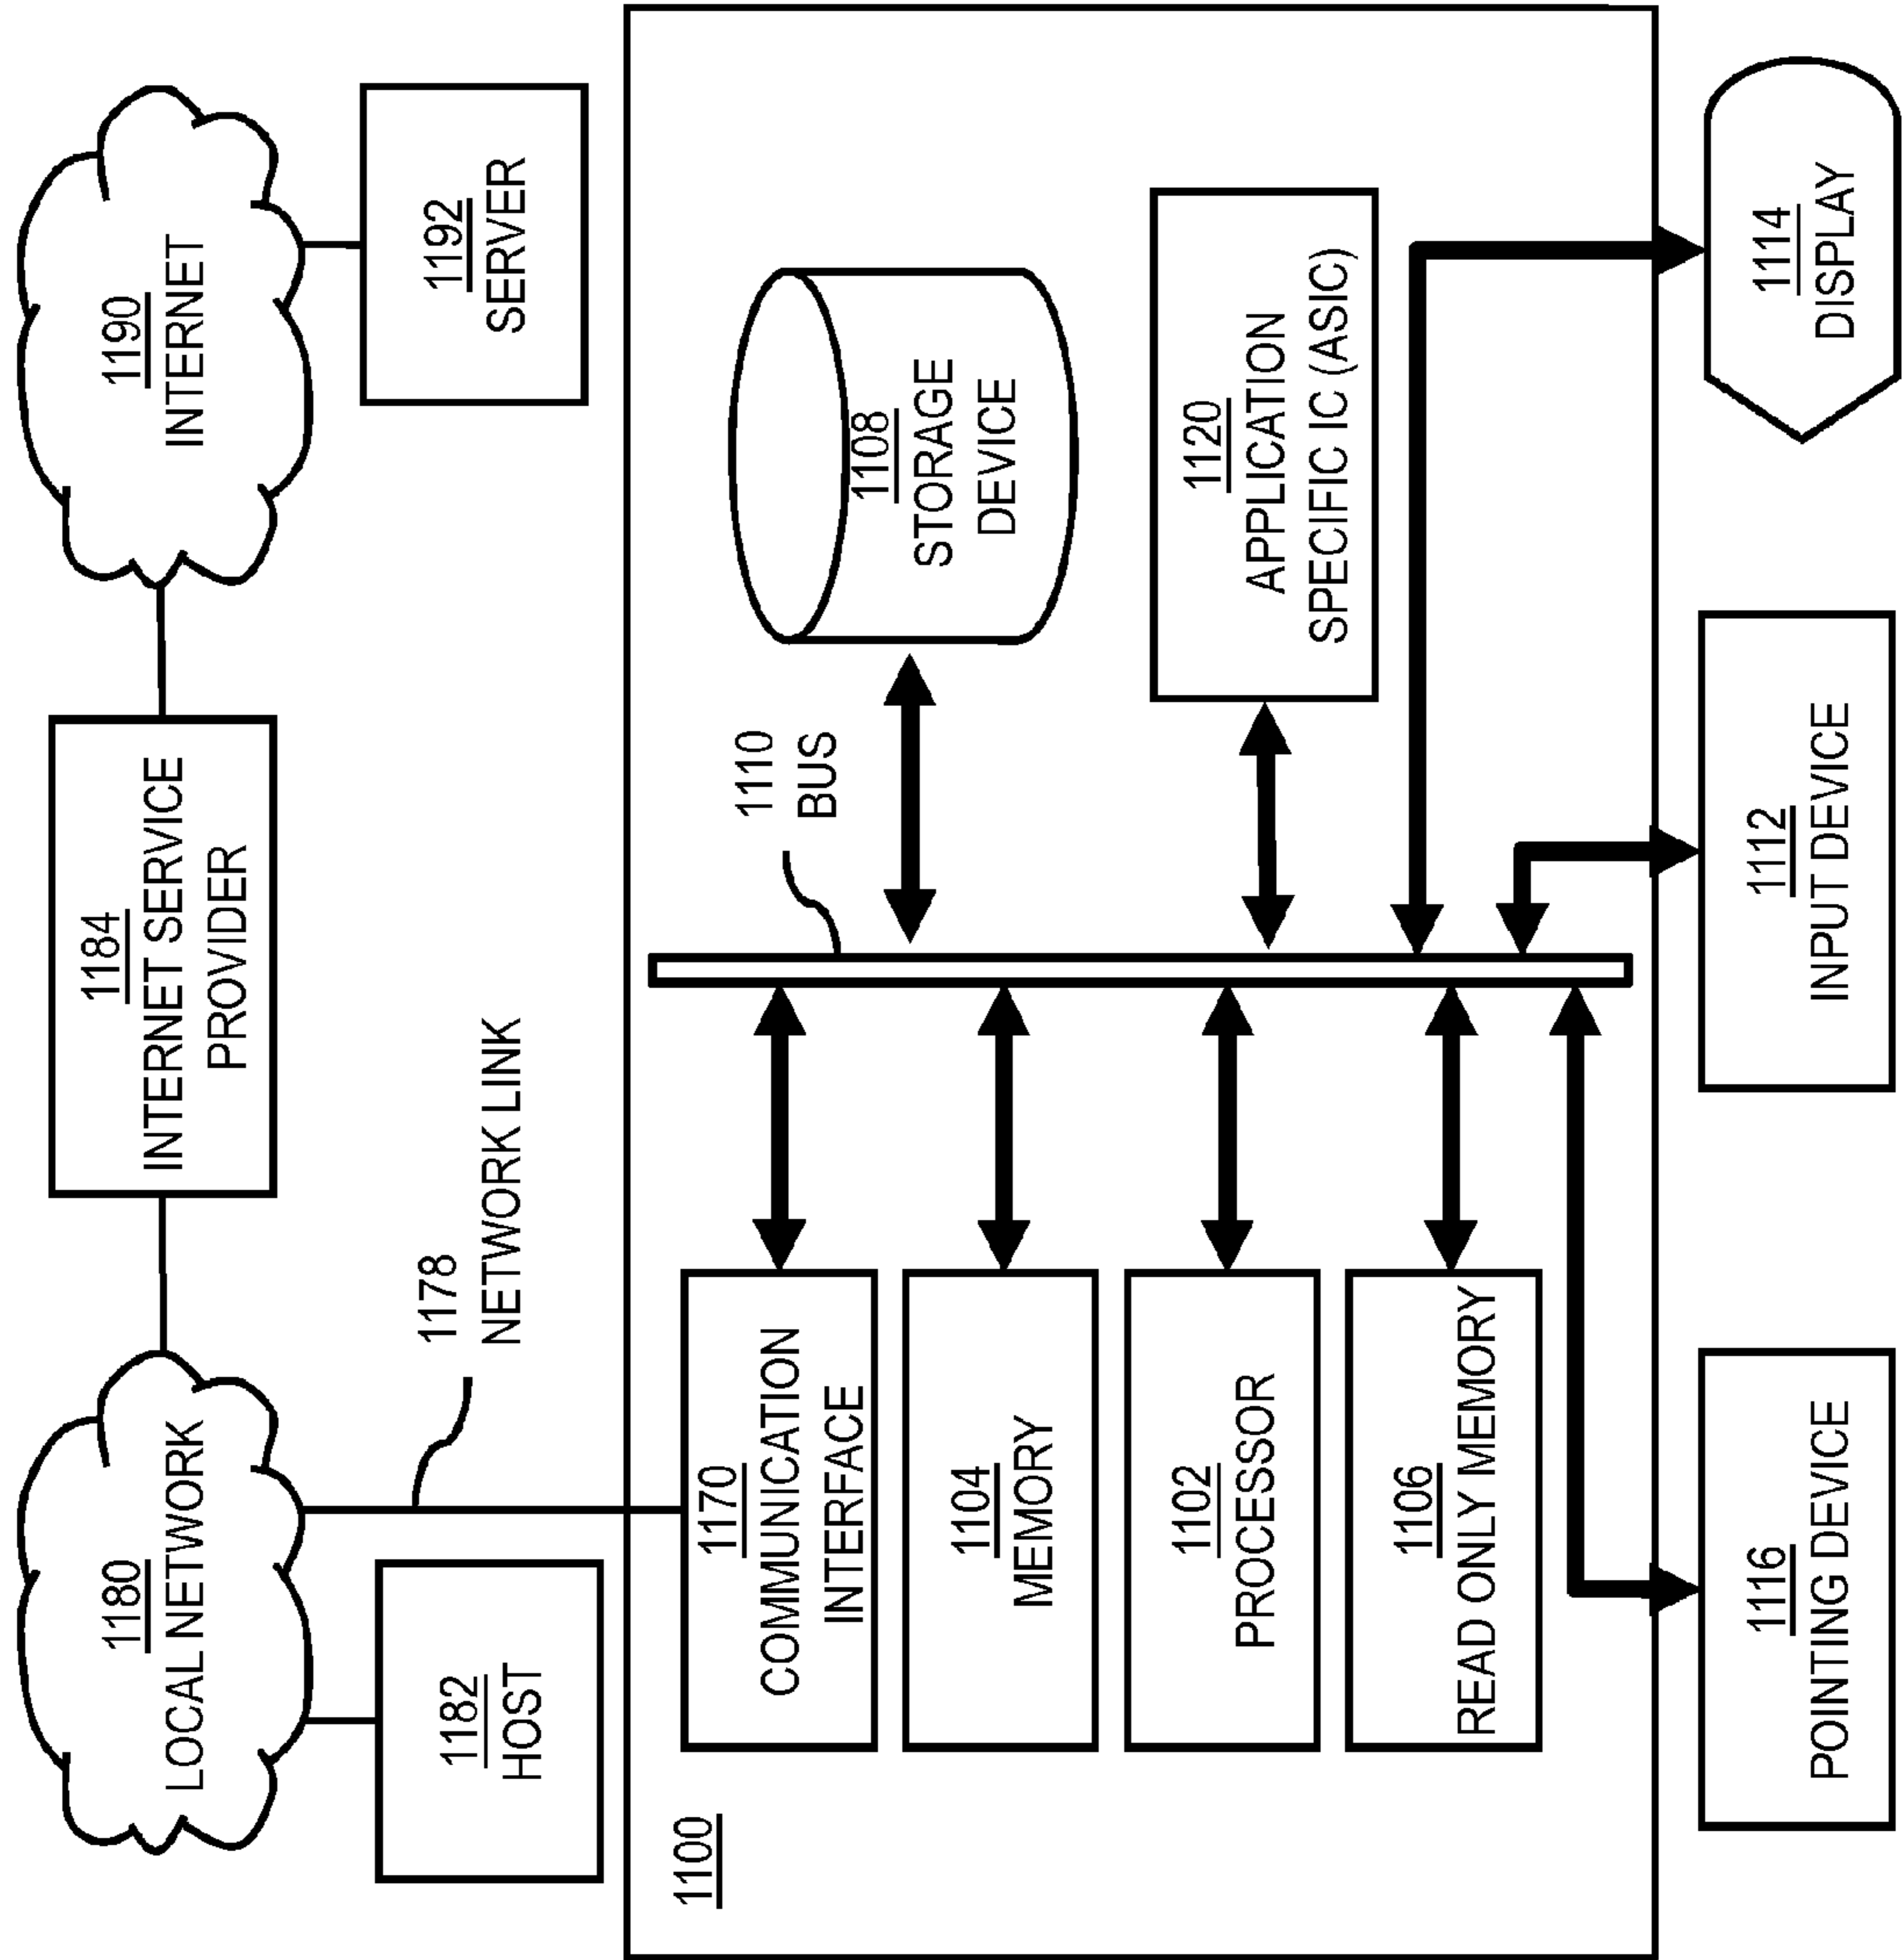 1180
LOCAL NETWORK
1184
INTERNET SERVICE
PROVIDER
1190
INTERNET
1182
HOST
1178
NETWORK LINK
1192
SERVER
1100
1170
COMMUNICATION
INTERFACE
1110
BUS
1108
STORAGE
DEVICE
1104
MEMORY
1102
PROCESSOR
1120
APPLICATION
SPECIFIC IC (ASIC)
1106
READ ONLY MEMORY
1116
POINTING DEVICE
1112
INPUT DEVICE
1114
DISPLAY